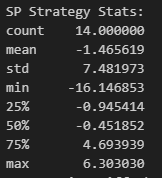 SP Strategy Stats:
count 14.000000
mean -1.465619
std 7.481973
min -16.146853
25% -0.945414
50% -0.451852
75% 4.693939
max 6.303030